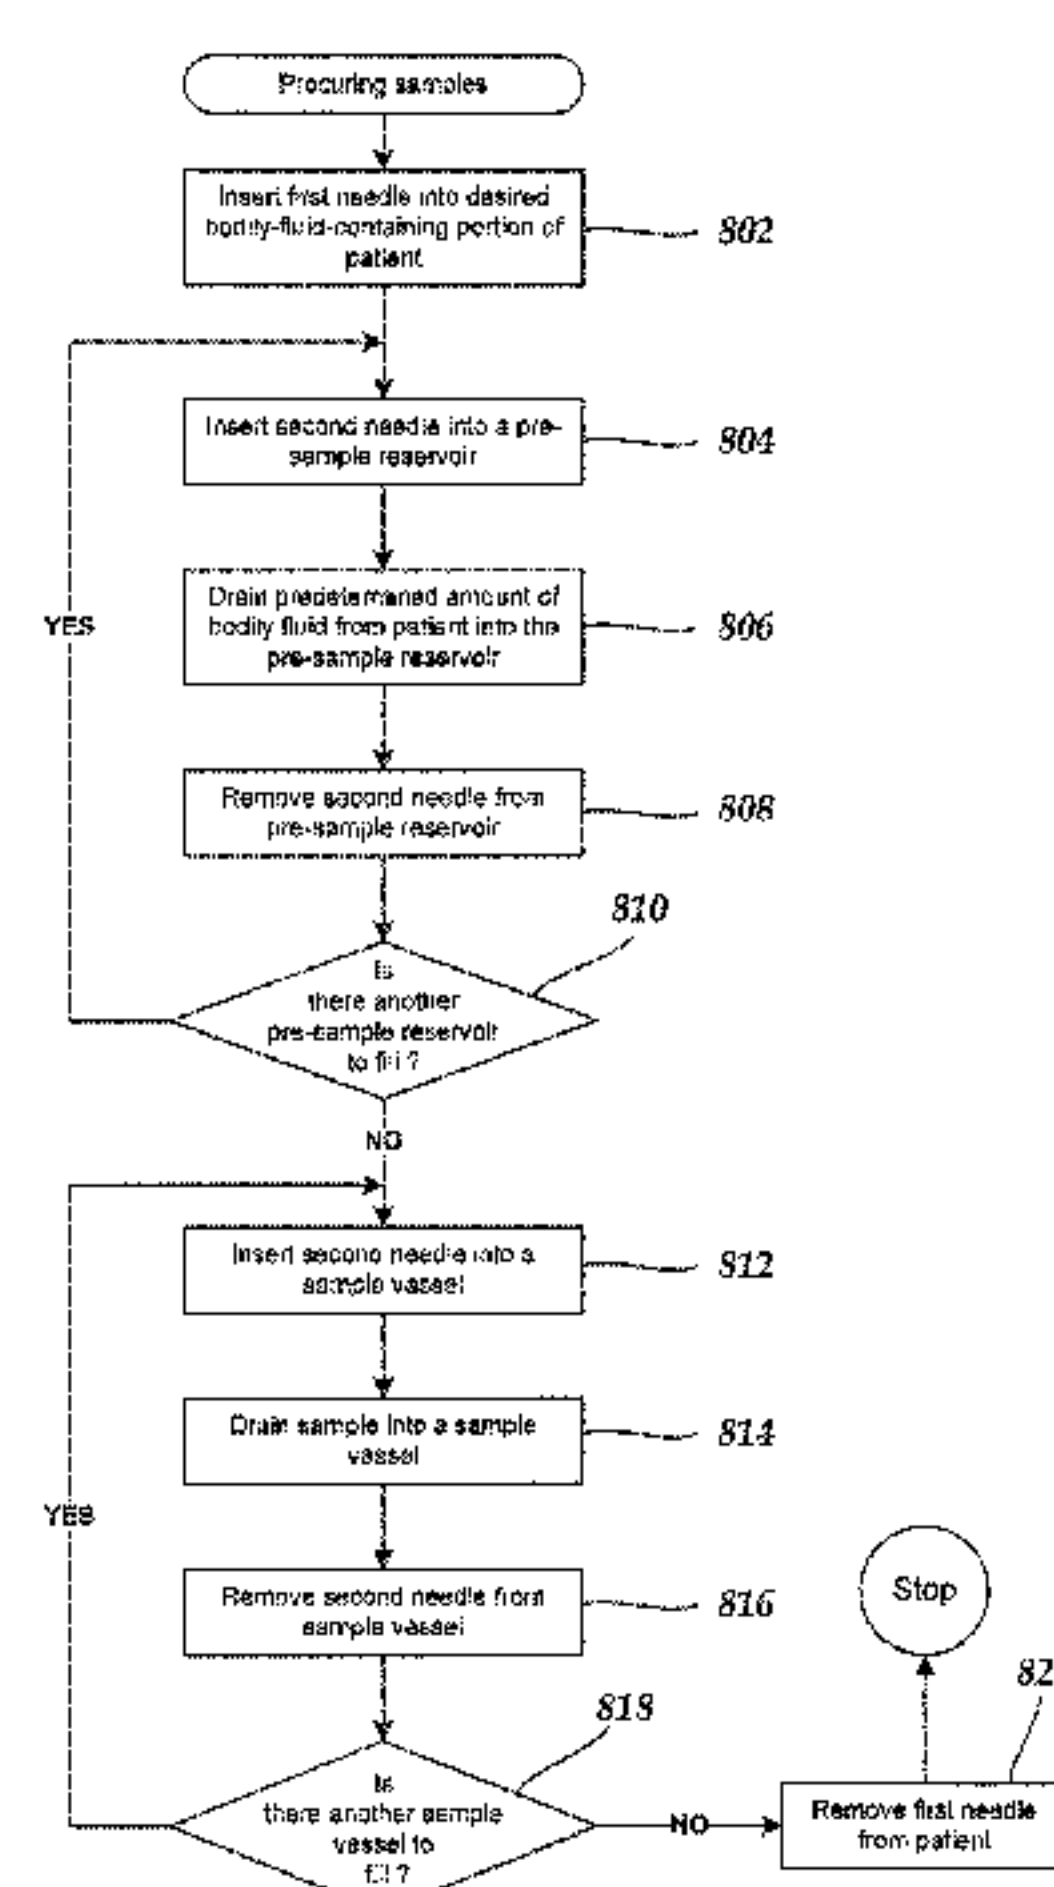 Procuring samples
Insert first needle into desired
bodily-fluid-containing portion of
patient
802
Insert second needle into a pre-
sample reservoir
804
Drain predetermined amount of
bodily fluid from patient into the
pre-sample reservoir
806
YES
Remove second needle from
pre-sample reservoir
808
810
Is
there another
pre-sample reservoir
to fill ?
NO
Insert second needle into a
sample vessel
812
Drain sample into a sample
vessel
814
YES
Remove second needle from
sample vessel
816
Stop
82
818
Is
there another sample
vessel to
fill ?
NO
Remove first needle
from patient